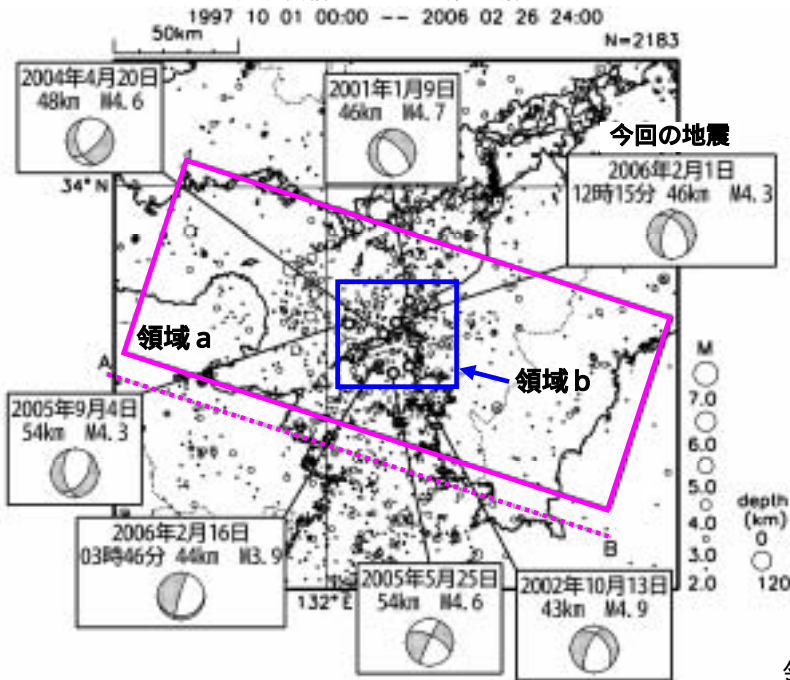 1997 10 01 00:00 -- 2006 02 26 24:00
50km
N=2183
2004年4月20日
48km M4.6
2001年1月9日
46km M4.7
今回の地震
2006年2月1日
12時15分 46km M4.3
34°N
領域a
A
領域b
M
7.0
6.0
5.0
4.0
3.0
2.0
depth
(km)
0
120
2005年9月4日
54km M4.3
2006年2月16日
03時46分 44km M3.9
B
132°E
2005年5月25日
54km M4.6
2002年10月13日
43km M4.9